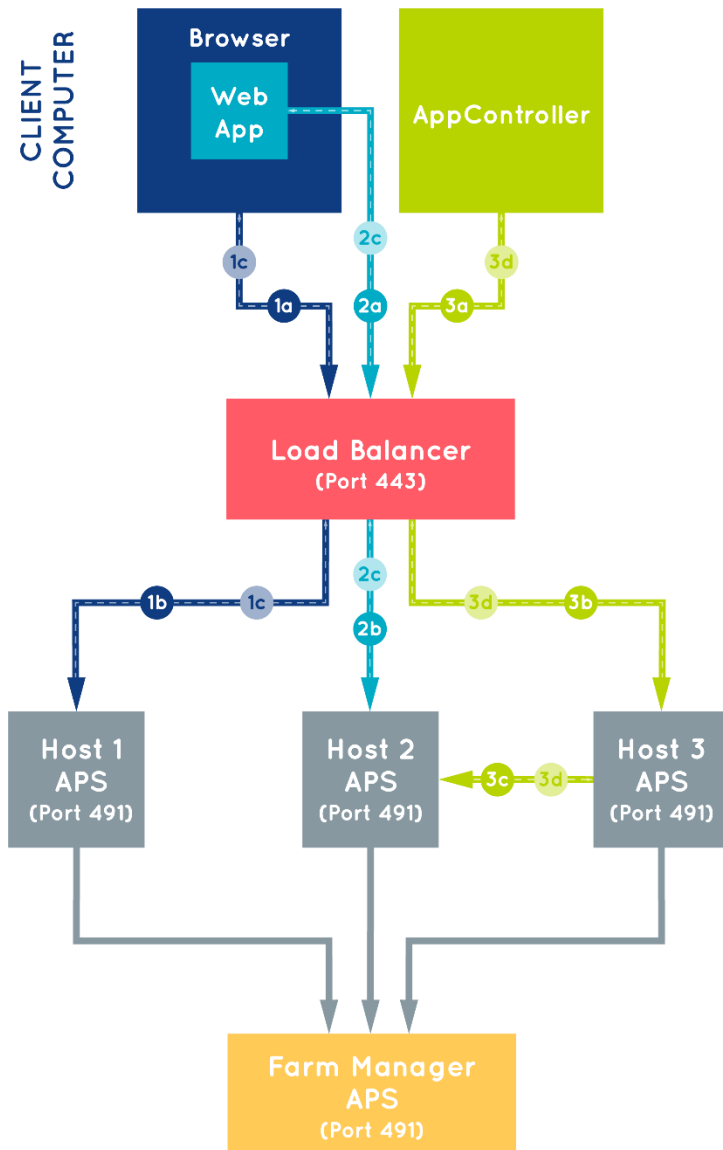 CLIENT
COMPUTER
Browser
Web
App
AppController
1c
2c
3d
1a
2a
3a
Load Balancer
(Port 443)
2c
1b
1c
3d
3b
2b
Host 1
APS
(Port 491)
Host 2
APS
(Port 491)
3c
3d
Host 3
APS
(Port 491)
Farm Manager
APS
(Port 491)